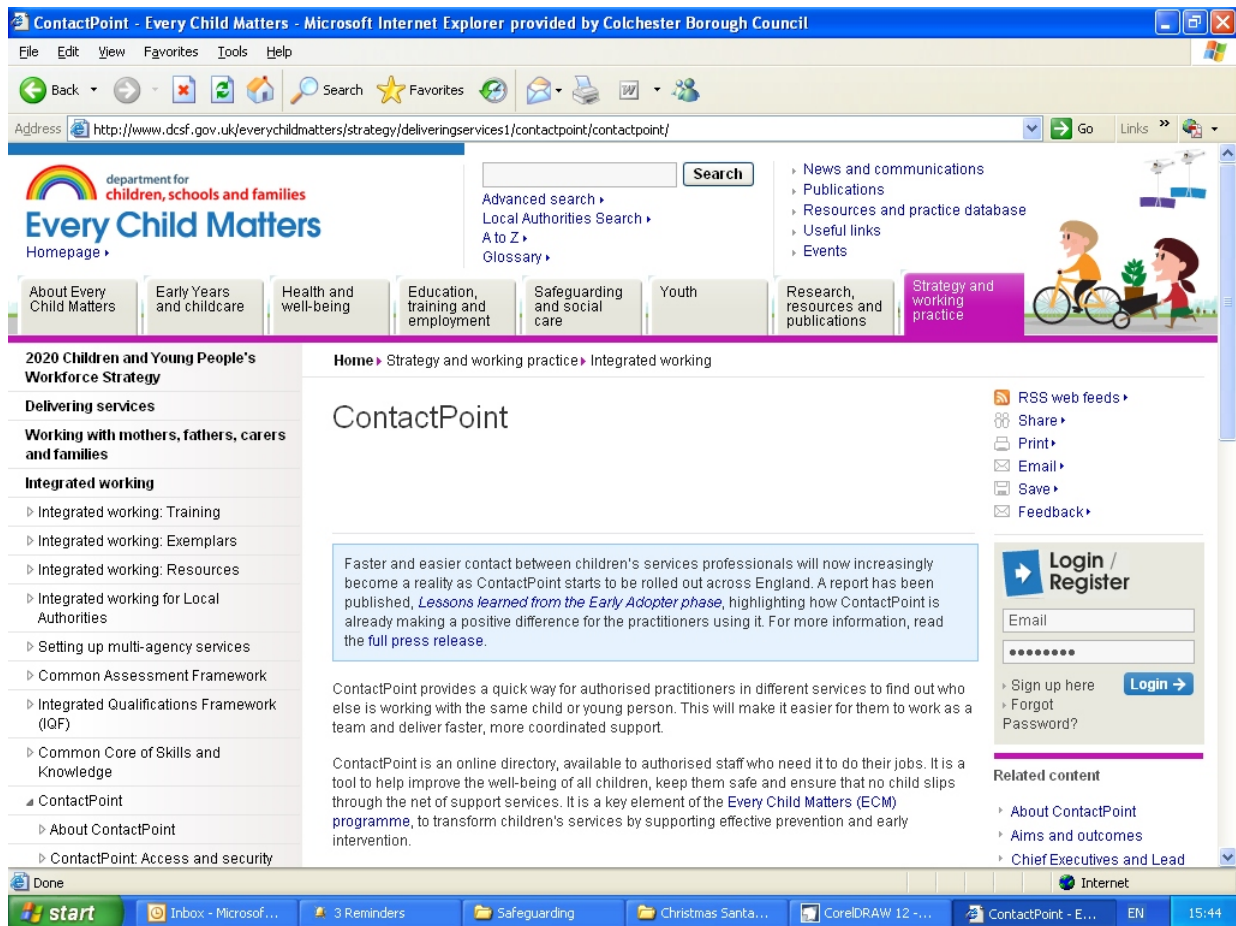 ContactPoint - Every Child Matters - Microsoft Internet Explorer provided by Colchester Borough Council
File Edit View Favorites Tools Help
Back Search Favorites
Address http://www.dcsf.gov.uk/everychildmatters/strategy/deliveringservices1/contactpoint/contactpoint/ Go Links »
department for
children, schools and families
Every Child Matters
Homepage
Search
Advanced search
Local Authorities Search
A to Z
Glossary
News and communications
Publications
Resources and practice database
Useful links
Events
About Every
Child Matters
Early Years
and childcare
Health and
well-being
Education,
training and
employment
Safeguarding
and social
care
Youth
Research,
resources and
publications
Strategy and
working
practice
2020 Children and Young People's
Workforce Strategy
Delivering services
Working with mothers, fathers, carers
and families
Integrated working
Integrated working: Training
Integrated working: Exemplars
Integrated working: Resources
Integrated working for Local
Authorities
Setting up multi-agency services
Common Assessment Framework
Integrated Qualifications Framework
(IQF)
Common Core of Skills and
Knowledge
ContactPoint
About ContactPoint
ContactPoint: Access and security
Home Strategy and working practice Integrated working
ContactPoint
Faster and easier contact between children's services professionals will now increasingly
become a reality as ContactPoint starts to be rolled out across England. A report has been
published, Lessons learned from the Early Adopter phase, highlighting how ContactPoint is
already making a positive difference for the practitioners using it. For more information, read
the full press release.
ContactPoint provides a quick way for authorised practitioners in different services to find out who
else is working with the same child or young person. This will make it easier for them to work as a
team and deliver faster, more coordinated support.
ContactPoint is an online directory, available to authorised staff who need it to do their jobs. It is a
tool to help improve the well-being of all children, keep them safe and ensure that no child slips
through the net of support services. It is a key element of the Every Child Matters (ECM)
programme, to transform children's services by supporting effective prevention and early
intervention.
RSS web feeds
Share
Print
Email
Save
Feedback
Login /
Register
Email
••••••••
Sign up here
Login
Forgot
Password?
Related content
About ContactPoint
Aims and outcomes
Chief Executives and Lead
Done Internet
start Inbox - Microsof... 3 Reminders Safeguarding Christmas Santa... CorelDRAW 12 -... ContactPoint - E... EN 15:44